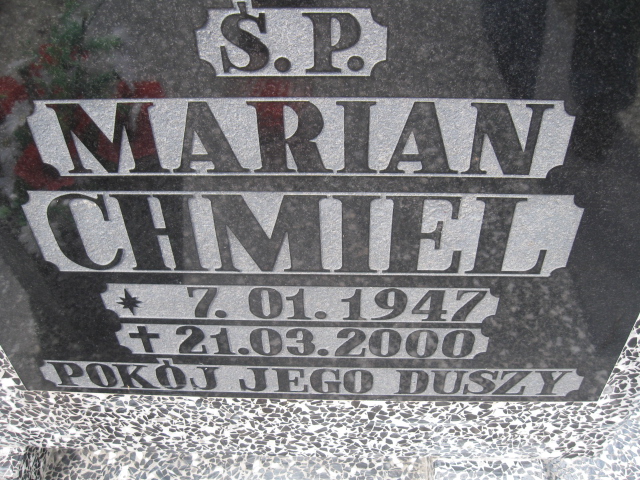 Ś.P.
MARIAN
CHMIEL
* 7.01.1947
✝ 21.03.2000
POKÓJ JEGO DUSZY